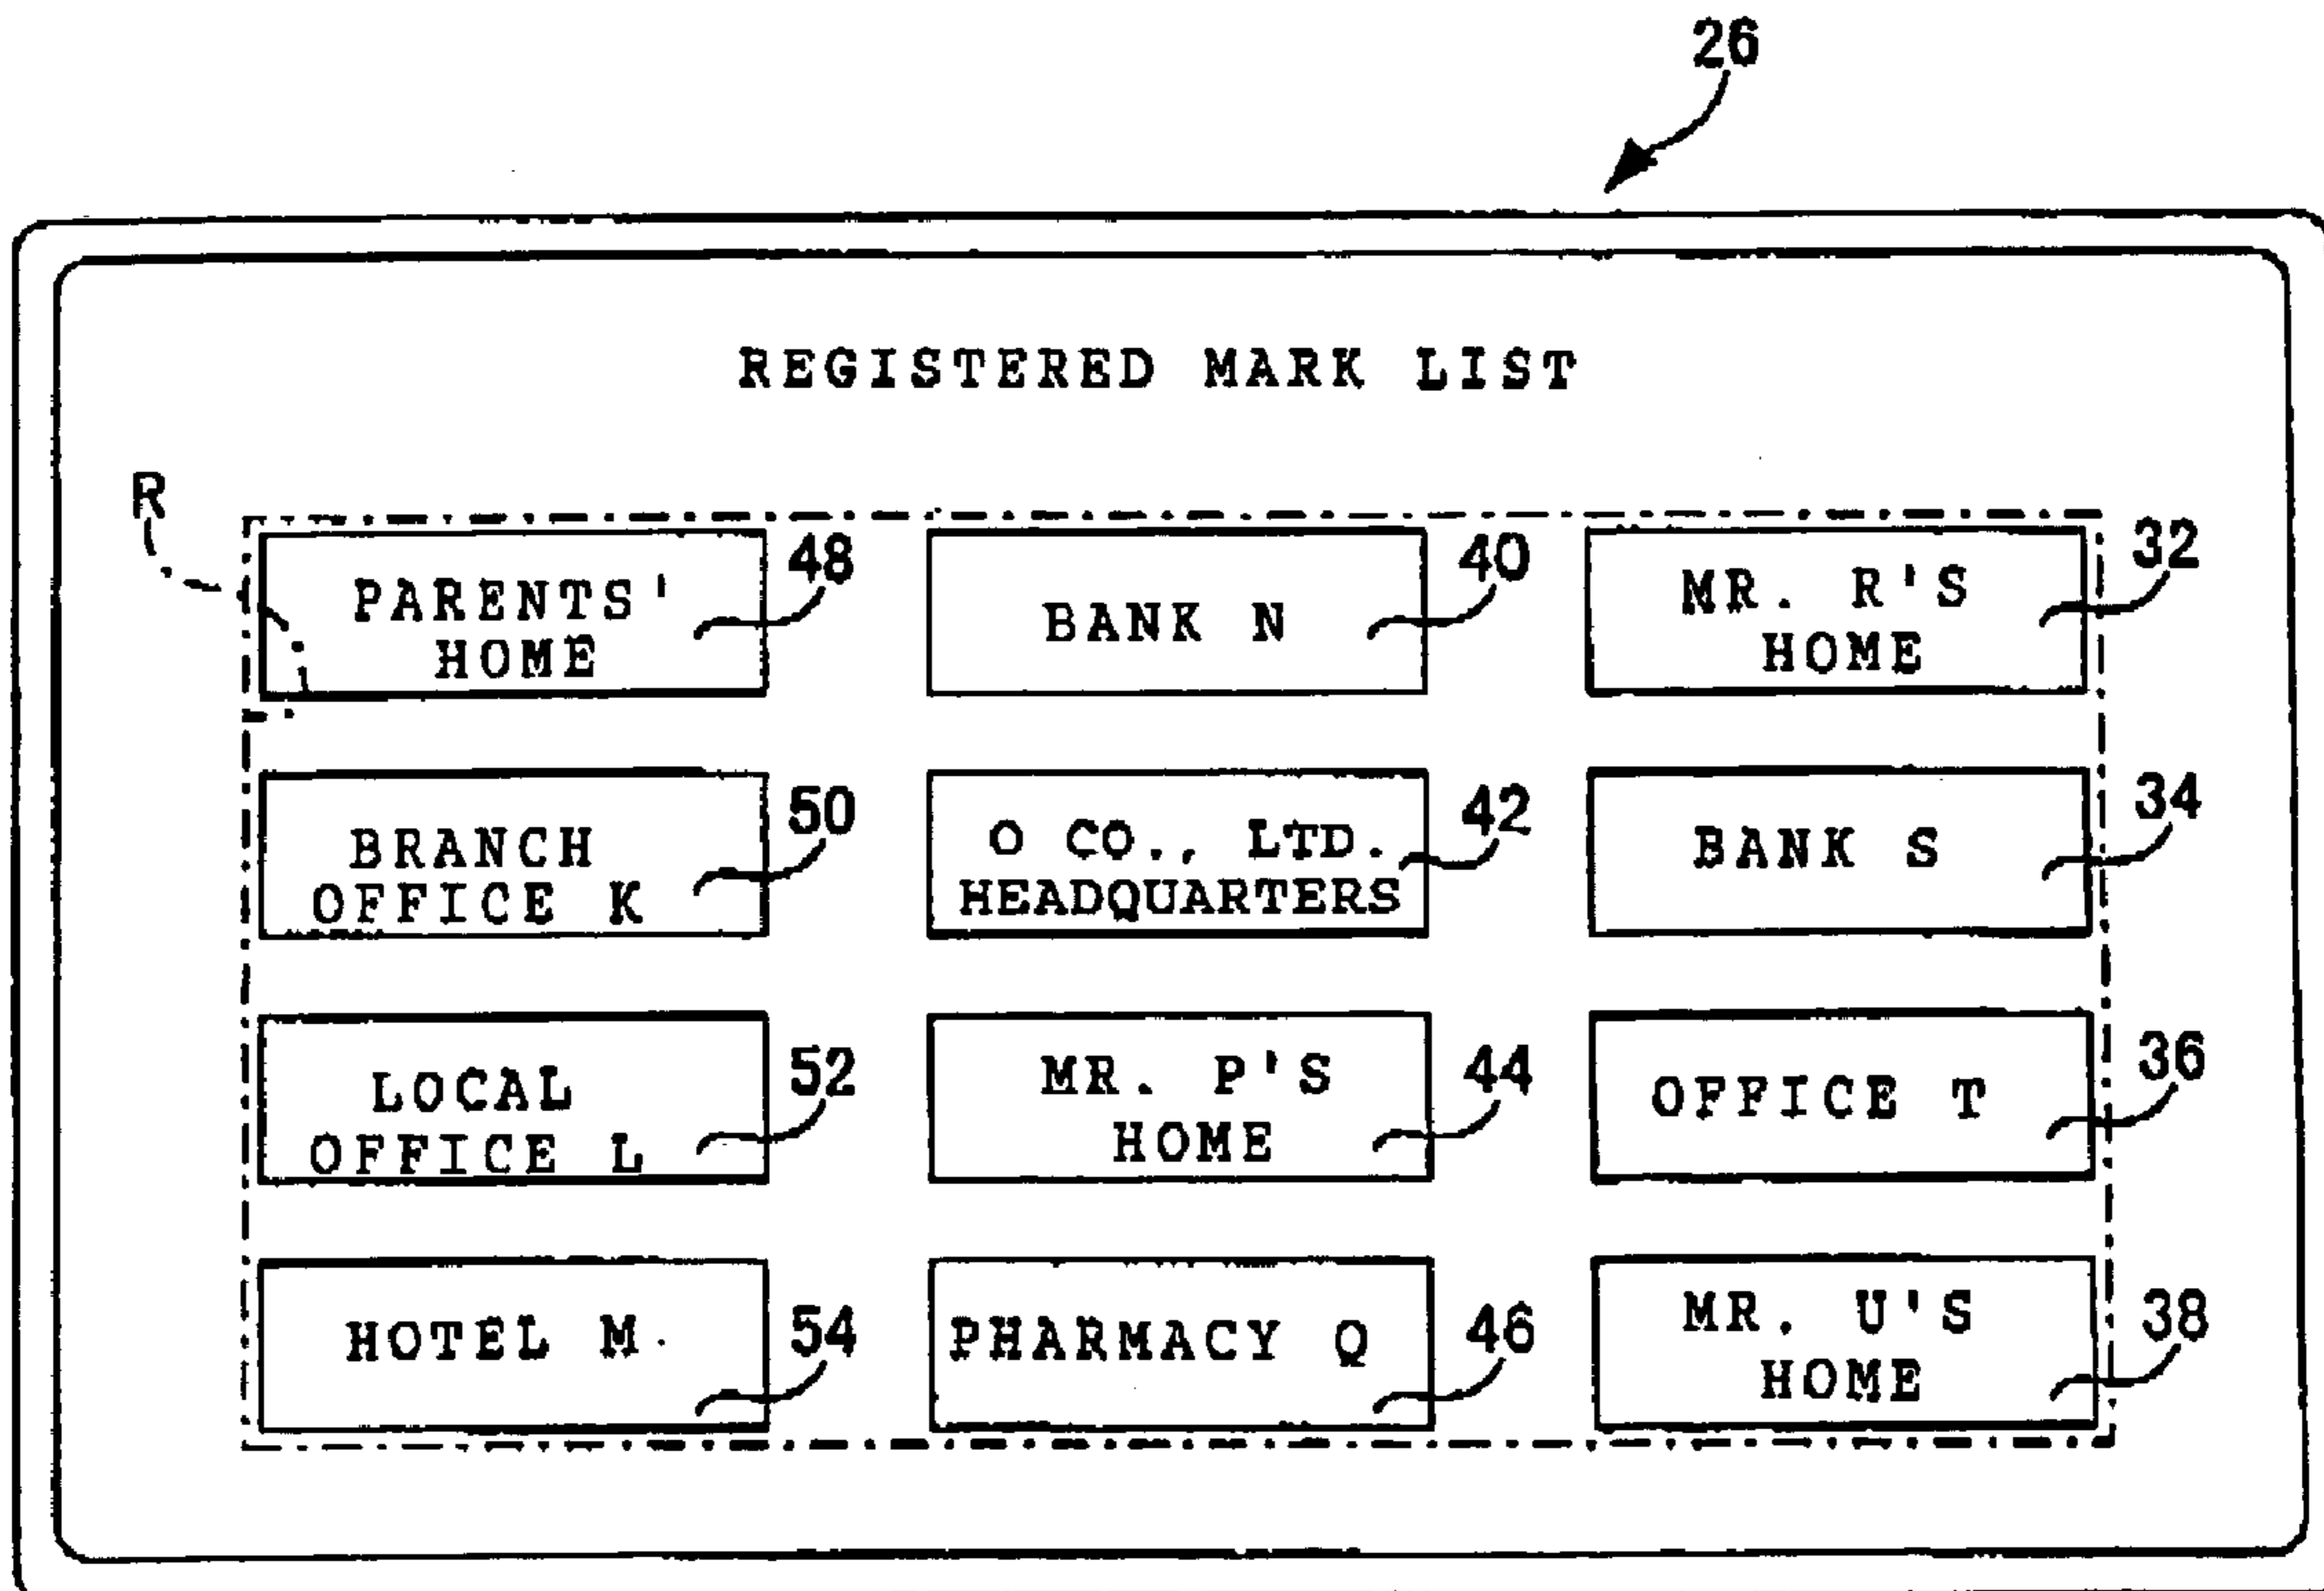 26
REGISTERED MARK LIST
R
PARENTS'
HOME
48
BANK N
40
MR. R'S
HOME
32
BRANCH
OFFICE K
50
O CO., LTD.
HEADQUARTERS
42
BANK S
34
LOCAL
OFFICE L
52
MR. P'S
HOME
44
OFFICE T
36
HOTEL M
54
PHARMACY Q
46
MR. U'S
HOME
38